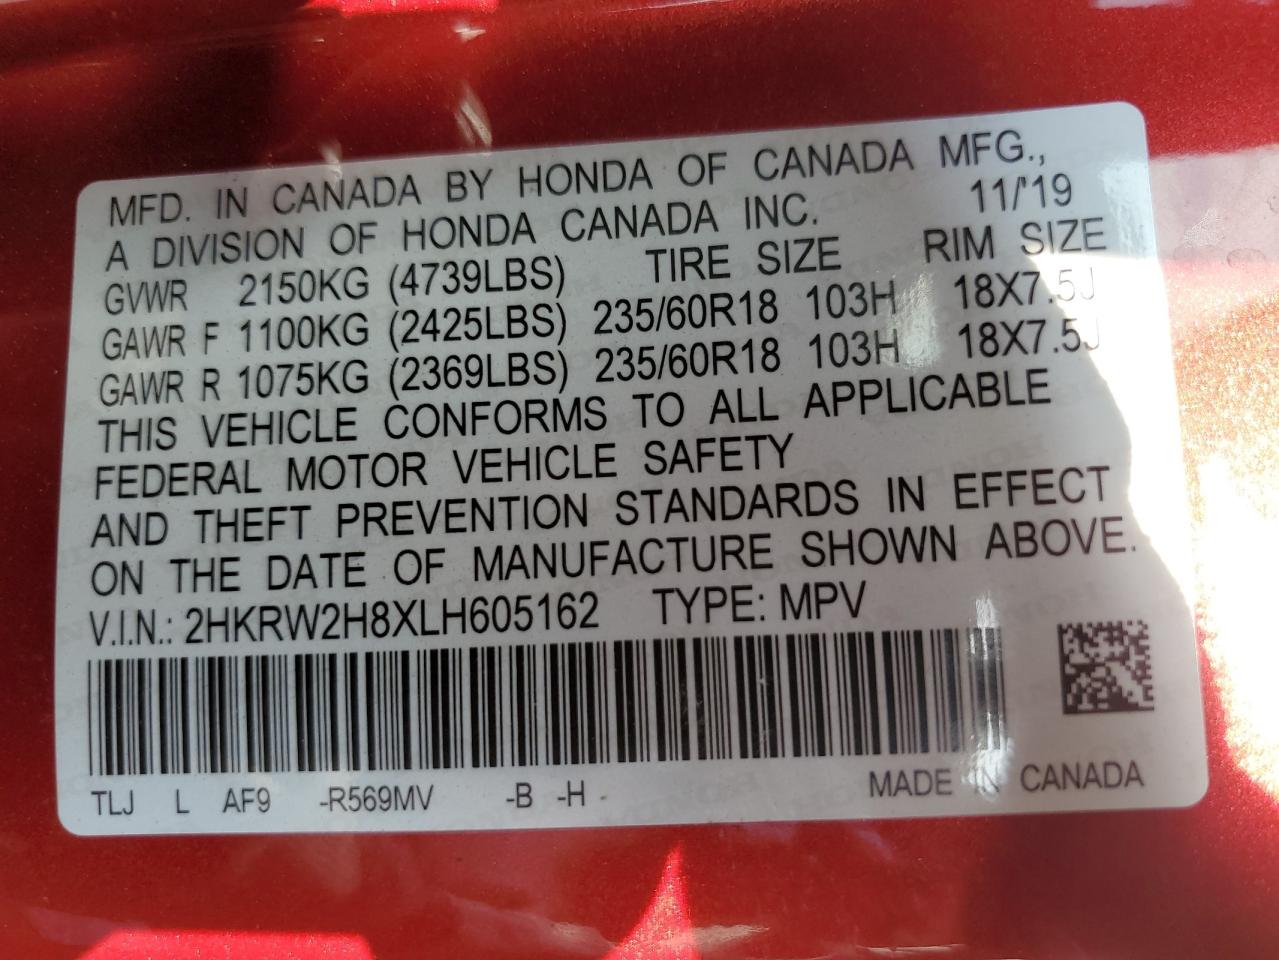 MFD. IN CANADA BY HONDA OF CANADA MFG.,
A DIVISION OF HONDA CANADA INC. 11/'19
GVWR 2150KG (4739LBS) TIRE SIZE RIM SIZE
GAWR F 1100KG (2425LBS) 235/60R18 103H 18X7.5J
GAWR R 1075KG (2369LBS) 235/60R18 103H 18X7.5J
THIS VEHICLE CONFORMS TO ALL APPLICABLE
FEDERAL MOTOR VEHICLE SAFETY
AND THEFT PREVENTION STANDARDS IN EFFECT
ON THE DATE OF MANUFACTURE SHOWN ABOVE.
V.I.N.: 2HKRW2H8XLH605162 TYPE: MPV
TLJ L AF9 -R569MV -B -H - MADE IN CANADA